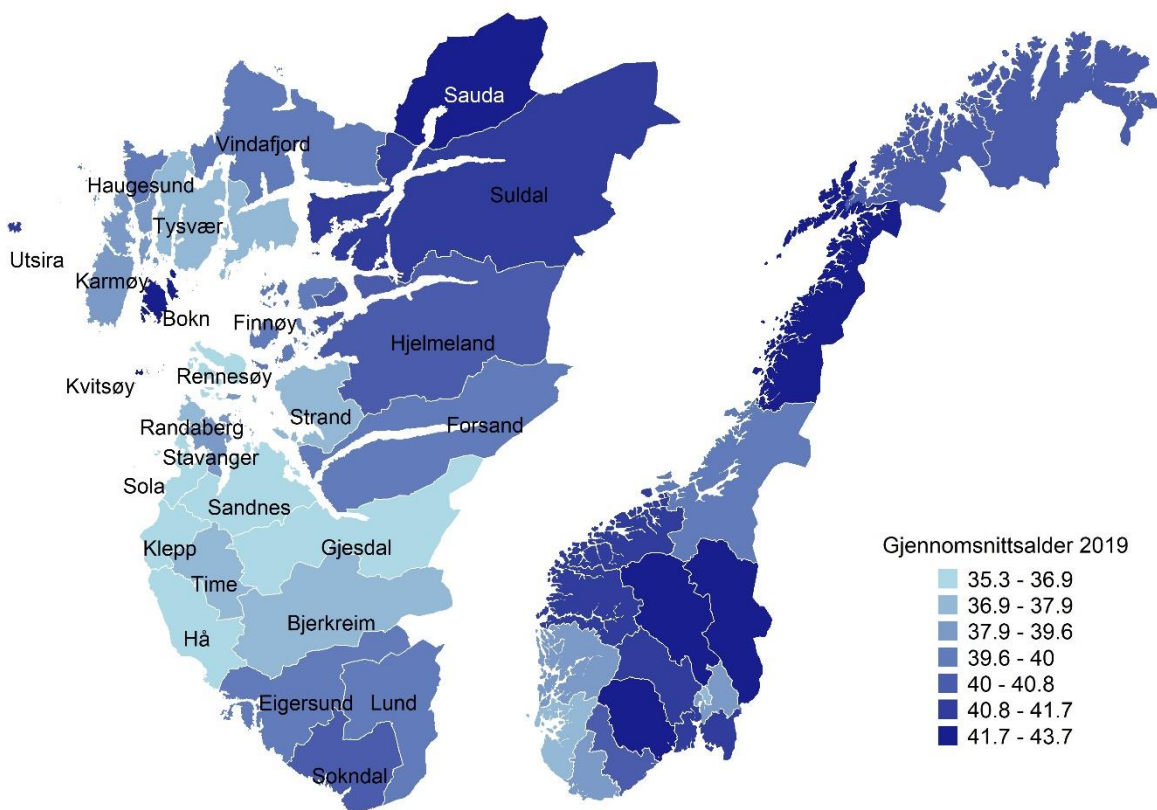 Sauda
Vindafjord
Haugesund
Suldal
Tysvær
Utsira
Karmøy
Bokn
Finnøy
Hjelmeland
Kvitsøy
Rennesøy
Strand
Forsand
Randaberg
Stavanger
Sola
Sandnes
Klepp
Gjesdal
Time
Bjerkreim
Hå
Eigersund
Lund
Sokndal
Gjennomsnittsalder 2019
35.3 - 36.9
36.9 - 37.9
37.9 - 39.6
39.6 - 40
40 - 40.8
40.8 - 41.7
41.7 - 43.7